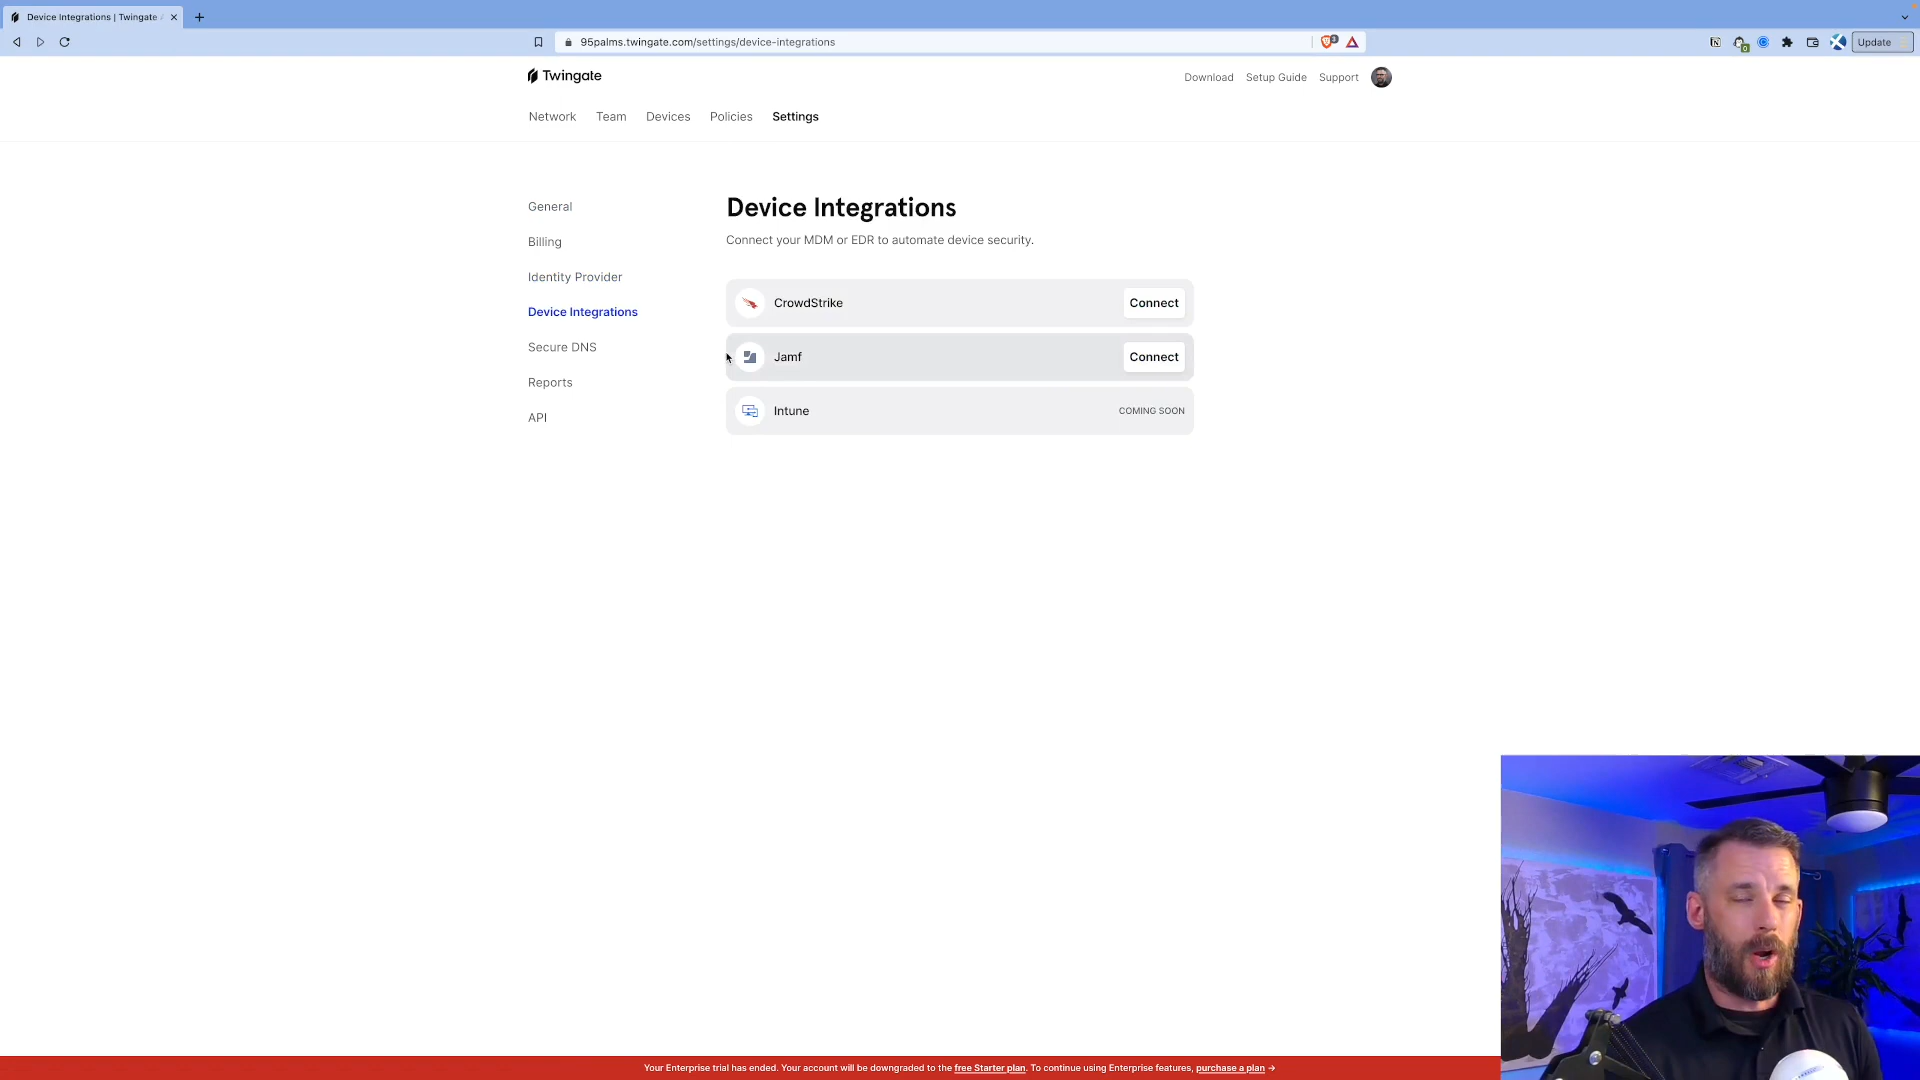 Device Integrations | Twingate
95palms.twingate.com/settings/device-integrations
Update
Twingate
Download Setup Guide Support
Network Team Devices Policies Settings
General
Billing
Identity Provider
Device Integrations
Secure DNS
Reports
API
Device Integrations
Connect your MDM or EDR to automate device security.
CrowdStrike Connect
Jamf Connect
Intune COMING SOON
Your Enterprise trial has ended. Your account will be downgraded to the free Starter plan. To continue using Enterprise features, purchase a plan →